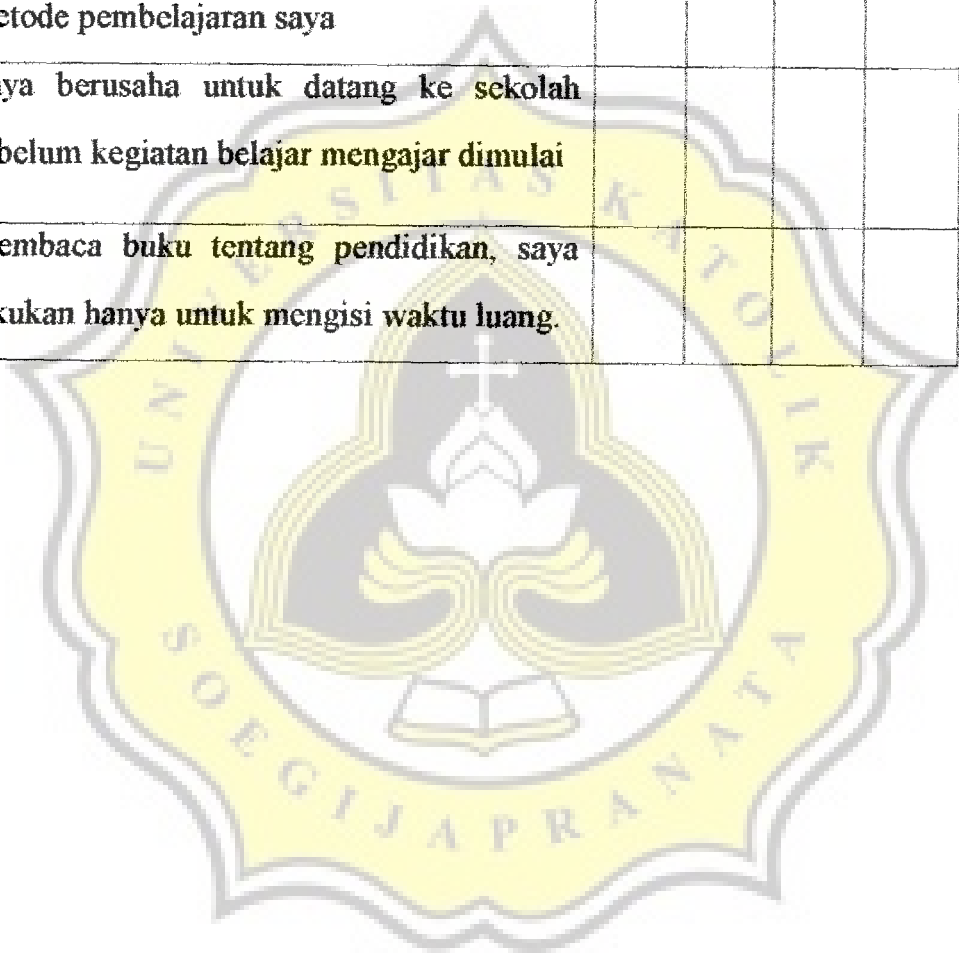 etode pembelajaran saya
ya berusaha untuk datang ke sekolah
belum kegiatan belajar mengajar dimulai
embaca buku tentang pendidikan, saya
kukan hanya untuk mengisi waktu luang.
UNIVERSITAS KATOLIK
SOEGIJAPRANATA